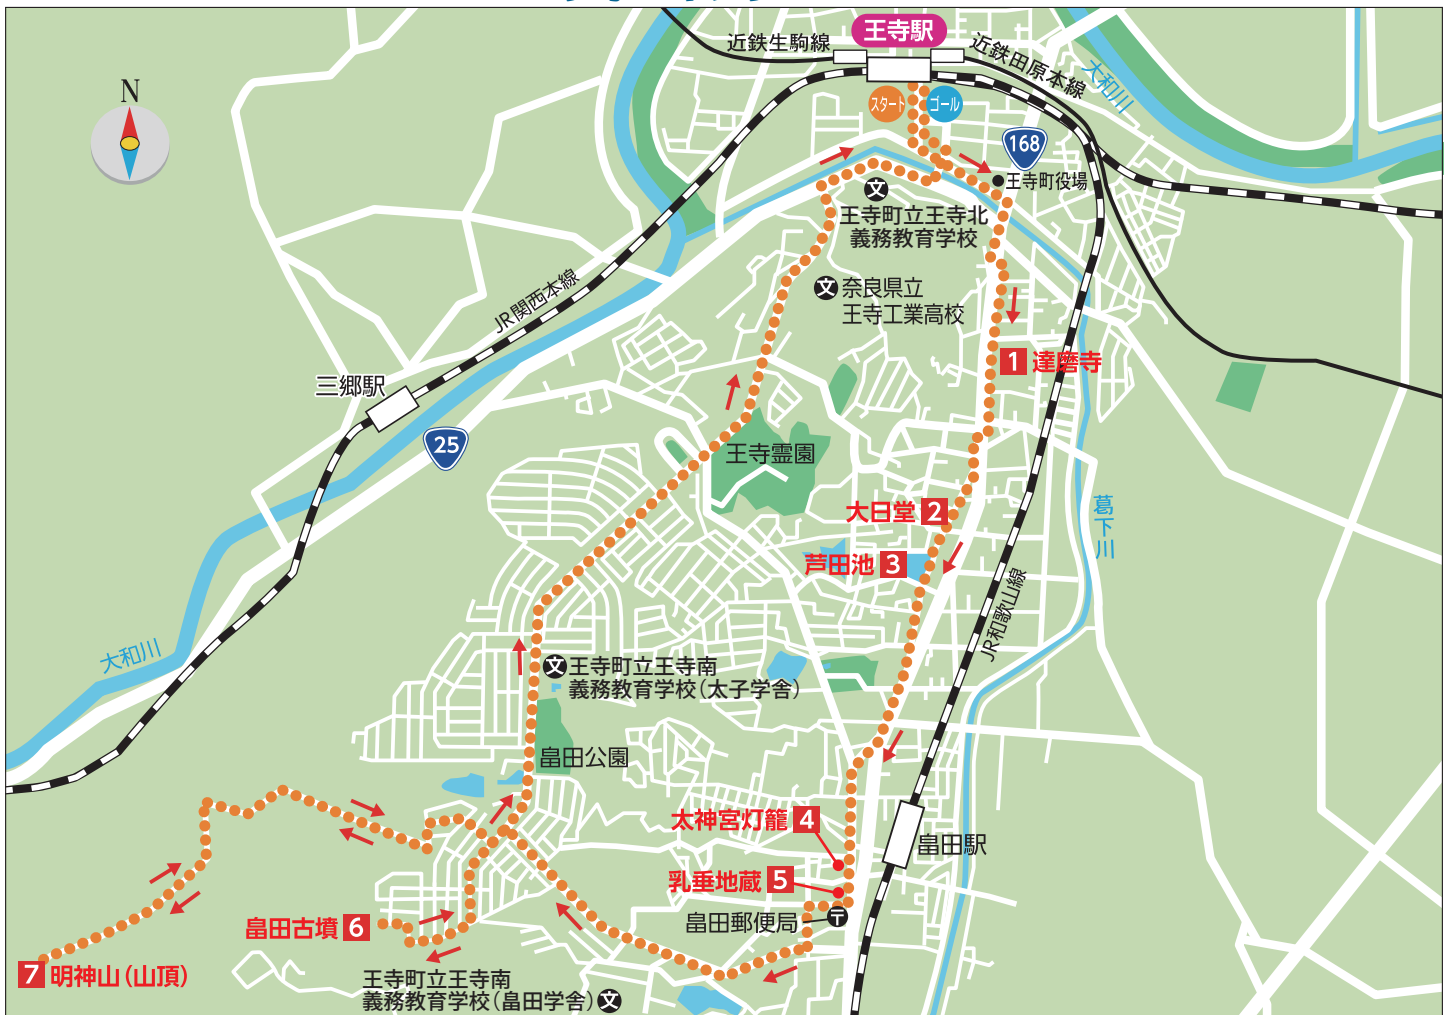 王寺駅
近鉄生駒線
近鉄田原本線
大和川
N
スタート
ゴール
168
王寺町役場
王寺町立王寺北
義務教育学校
文
奈良県立
王寺工業高校
文
JR関西本線
1 達磨寺
三郷駅
25
王寺霊園
大日堂 2
葛下川
芦田池 3
JR和歌山線
大和川
文 王寺町立王寺南
義務教育学校（太子学舎）
畠田公園
太神宮灯籠 4
畠田駅
乳垂地蔵 5
畠田郵便局 〒
畠田古墳 6
7 明神山（山頂）
王寺町立王寺南
義務教育学校（畠田学舎）文